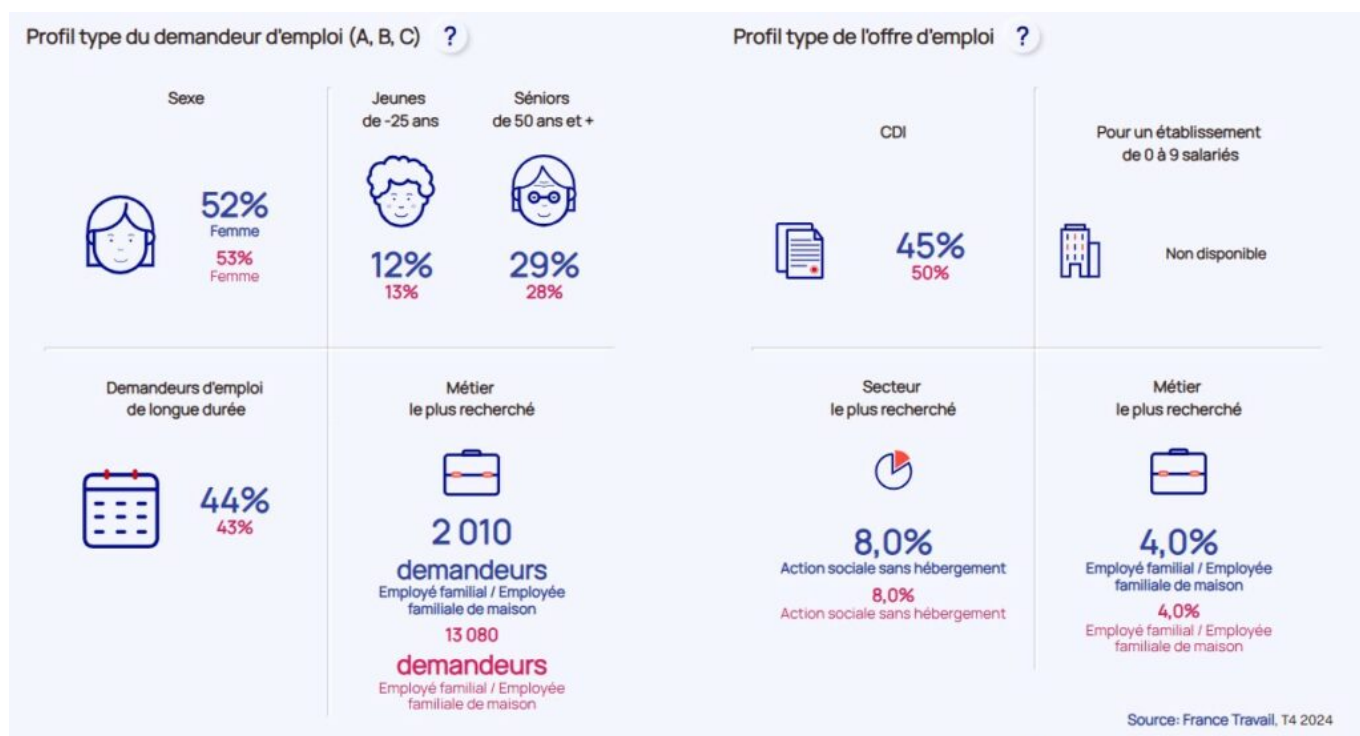 Profil type du demandeur d'emploi (A, B, C) ?
Sexe
52%
Femme
53%
Femme
Jeunes
de -25 ans
12%
13%
Séniors
de 50 ans et +
29%
28%
Demandeurs d'emploi
de longue durée
44%
43%
Métier
le plus recherché
2 010
demandeurs
Employé familial / Employée
familiale de maison
13 080
demandeurs
Employé familial / Employée
familiale de maison
Profil type de l'offre d'emploi ?
CDI
45%
50%
Pour un établissement
de 0 à 9 salariés
Non disponible
Secteur
le plus recherché
8,0%
Action sociale sans hébergement
8,0%
Action sociale sans hébergement
Métier
le plus recherché
4,0%
Employé familial / Employée
familiale de maison
4,0%
Employé familial / Employée
familiale de maison
Source: France Travail, T4 2024